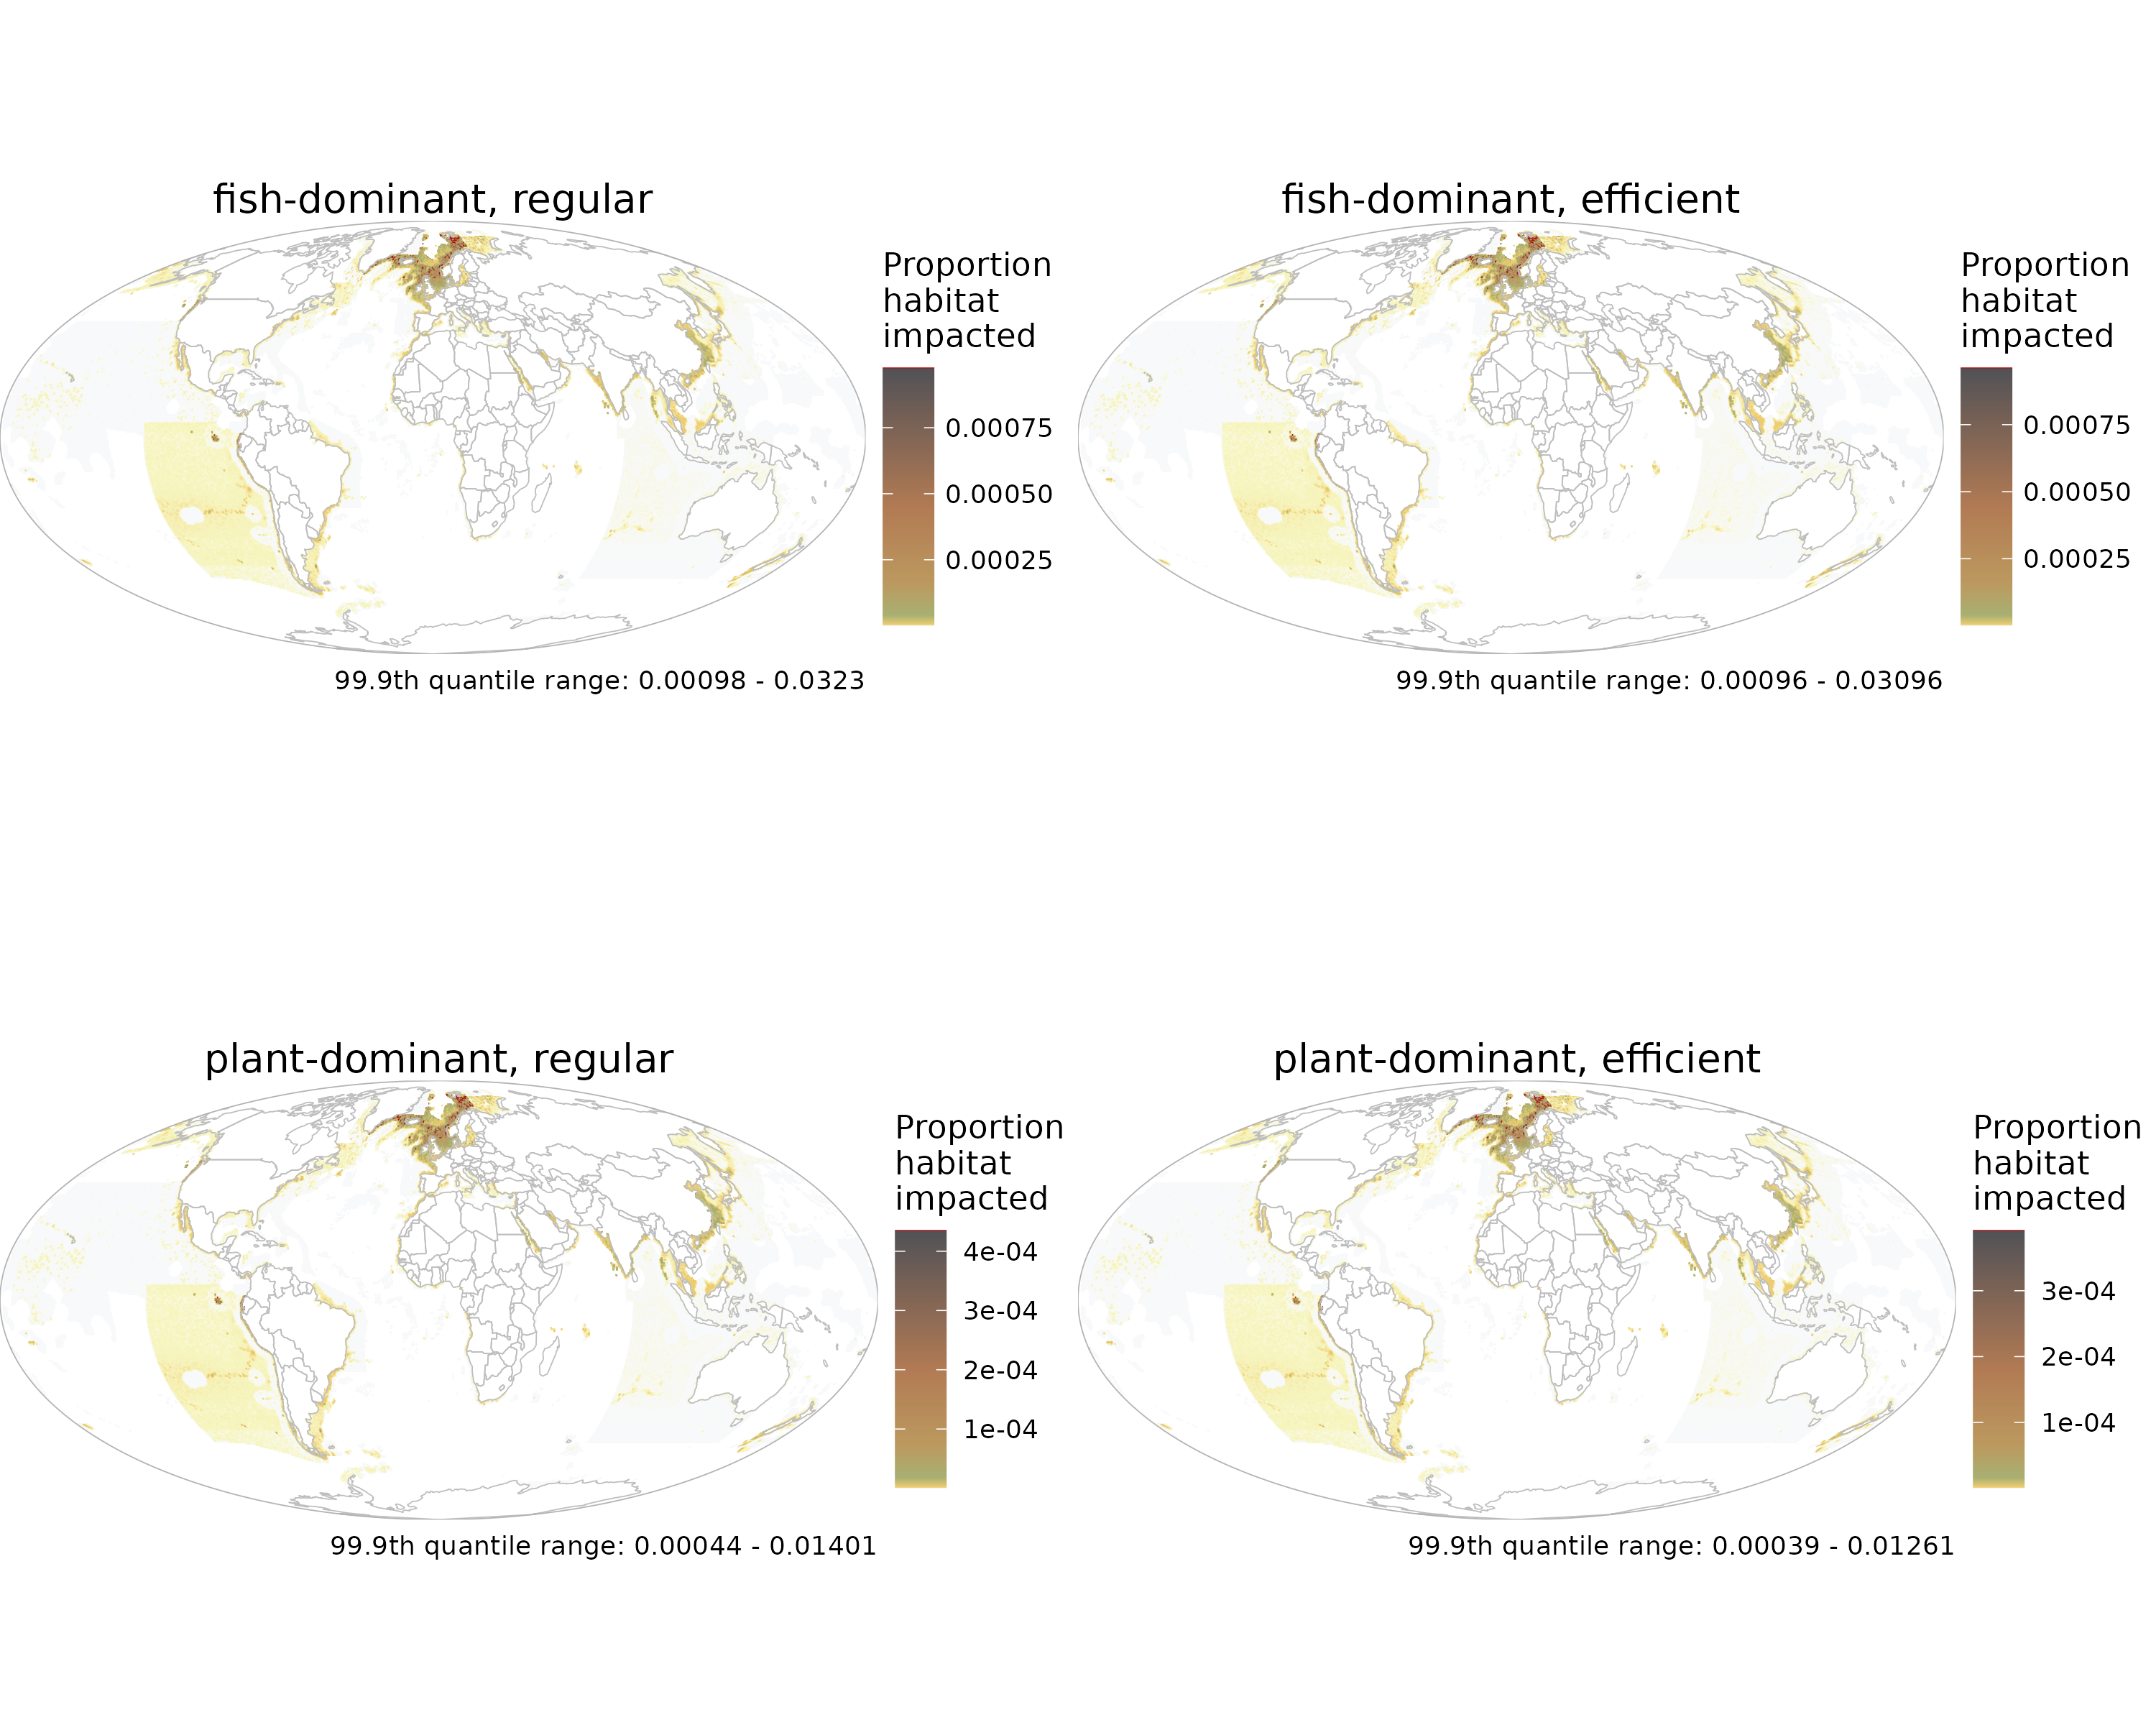 fish-dominant, regular
Proportion
habitat
impacted
0.00075
0.00050
0.00025
99.9th quantile range: 0.00098 - 0.0323
fish-dominant, efficient
Proportion
habitat
impacted
0.00075
0.00050
0.00025
99.9th quantile range: 0.00096 - 0.03096
plant-dominant, regular
Proportion
habitat
impacted
4e-04
3e-04
2e-04
1e-04
99.9th quantile range: 0.00044 - 0.01401
plant-dominant, efficient
Proportion
habitat
impacted
3e-04
2e-04
1e-04
99.9th quantile range: 0.00039 - 0.01261